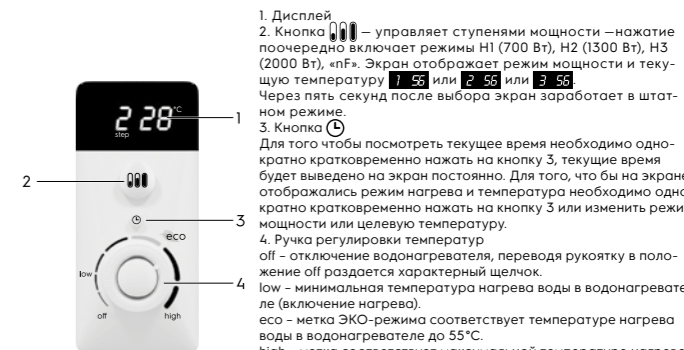 2 28 °C
step
1
2
3
eco
low
4
off
high
1. Дисплей
2. Кнопка — управляет ступенями мощности —нажатие
поочередно включает режимы H1 (700 Вт), H2 (1300 Вт), H3
(2000 Вт), «nF». Экран отображает режим мощности и теку-
щую температуру 1 56 или 2 56 или 3 56.
Через пять секунд после выбора экран заработает в штат-
ном режиме.
3. Кнопка
Для того чтобы посмотреть текущее время необходимо одно-
кратно кратковременно нажать на кнопку 3, текущие время
будет выведено на экран постоянно. Для того, что бы на экране
отображались режим нагрева и температура необходимо одно
кратно кратковременно нажать на кнопку 3 или изменить режи
мощности или целевую температуру.
4. Ручка регулировки температур
off – отключение водонагревателя, переводя рукоятку в поло-
жение off раздается характерный щелчок.
low – минимальная температура нагрева воды в водонагревате
ле (включение нагрева).
eco – метка ЭКО-режима соответствует температуре нагрева
воды в водонагревателе до 55°C.